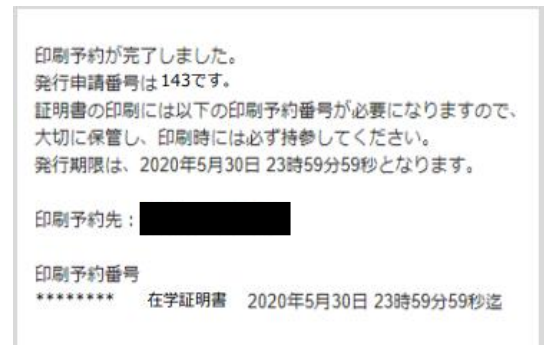 印刷予約が完了しました。
発行申請番号は143です。
証明書の印刷には以下の印刷予約番号が必要になりますので、
大切に保管し、印刷時には必ず持参してください。
発行期限は、2020年5月30日 23時59分59秒となります。
印刷予約先：
印刷予約番号
******** 在学証明書 2020年5月30日 23時59分59秒迄